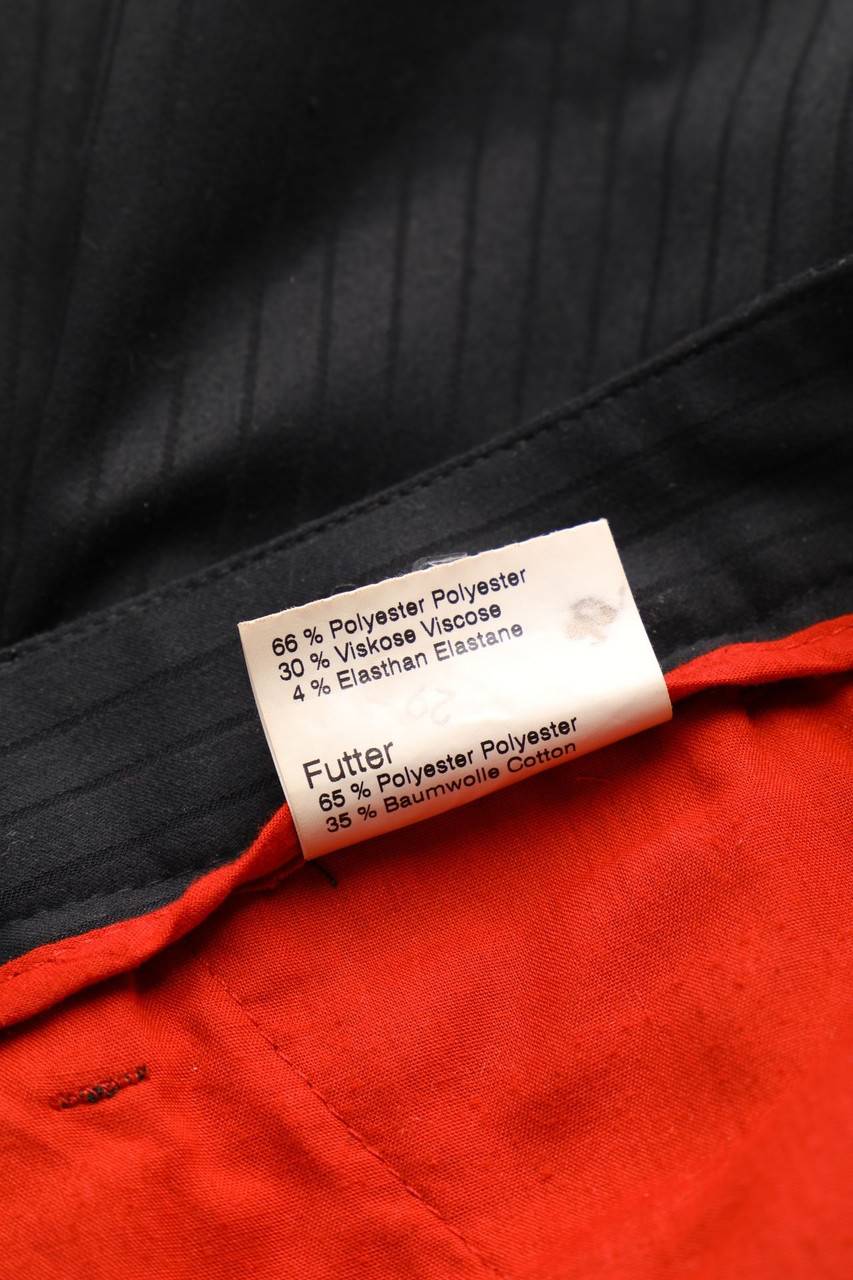 66 % Polyester Polyester
30 % Viskose Viscose
4 % Elasthan Elastane
Futter
65 % Polyester Polyester
35 % Baumwolle Cotton